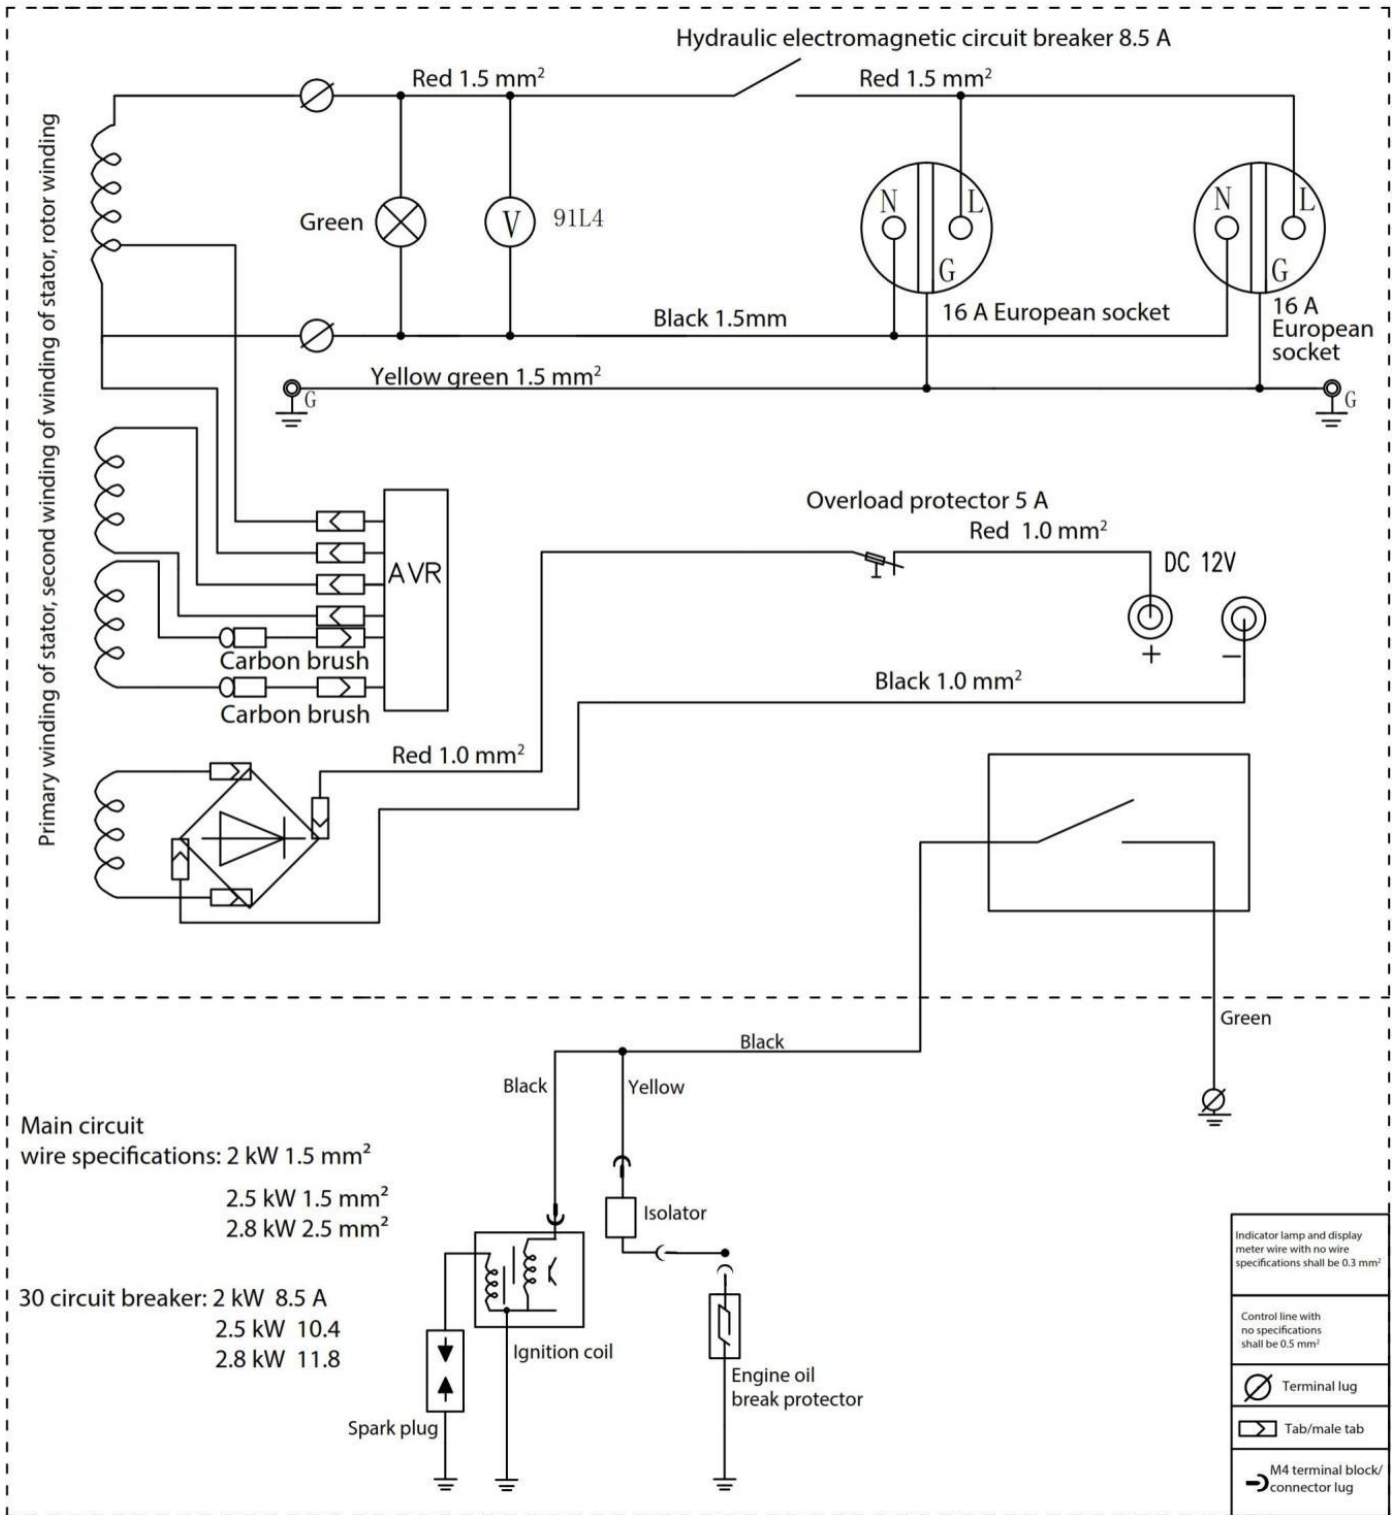 Hydraulic electromagnetic circuit breaker 8.5 A
Red 1.5 mm²
Red 1.5 mm²
Primary winding of stator, second winding of winding of stator, rotor winding
Green
V
91L4
N
L
G
N
L
G
16 A European socket
16 A
European
socket
Black 1.5mm
Yellow green 1.5 mm²
G
G
AVR
Carbon brush
Carbon brush
Overload protector 5 A
Red 1.0 mm²
DC 12V
+
−
Black 1.0 mm²
Red 1.0 mm²
Green
Black
Black
Yellow
Main circuit
wire specifications: 2 kW 1.5 mm²
2.5 kW 1.5 mm²
2.8 kW 2.5 mm²
30 circuit breaker: 2 kW 8.5 A
2.5 kW 10.4
2.8 kW 11.8
Isolator
Ignition coil
Spark plug
Engine oil
break protector
Indicator lamp and display
meter wire with no wire
specifications shall be 0.3 mm²
Control line with
no specifications
shall be 0.5 mm²
Terminal lug
Tab/male tab
M4 terminal block/
connector lug